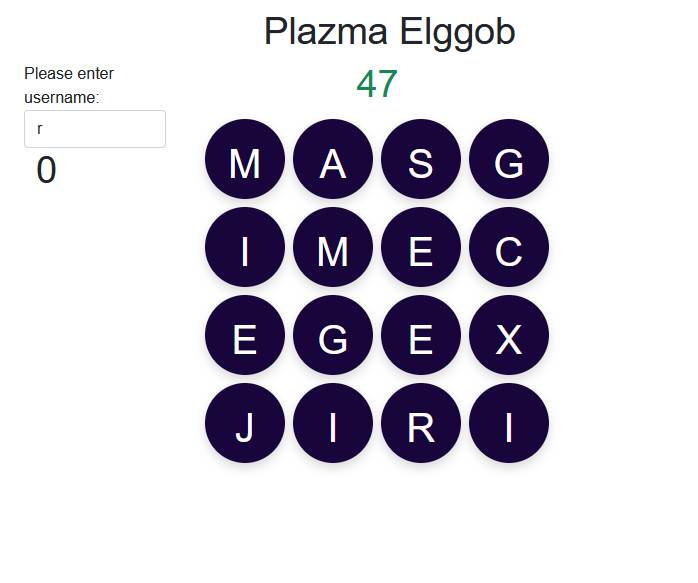 Plazma Elggob
Please enter
username:
r
0
47
M A S G
I M E C
E G E X
J I R I